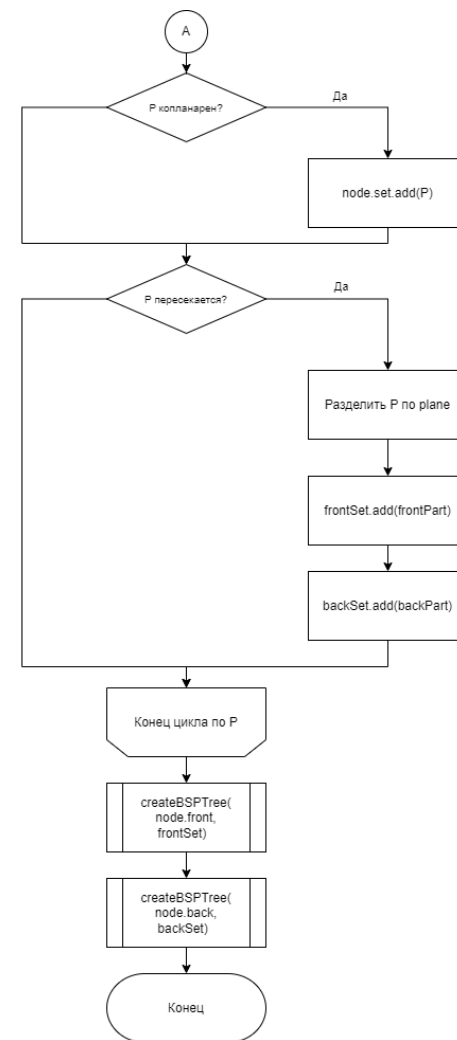 A
P копланарен?
Да
node.set.add(P)
P пересекается?
Да
Разделить P по plane
frontSet.add(frontPart)
backSet.add(backPart)
Конец цикла по P
createBSPTree(
node.front,
frontSet)
createBSPTree(
node.back,
backSet)
Конец